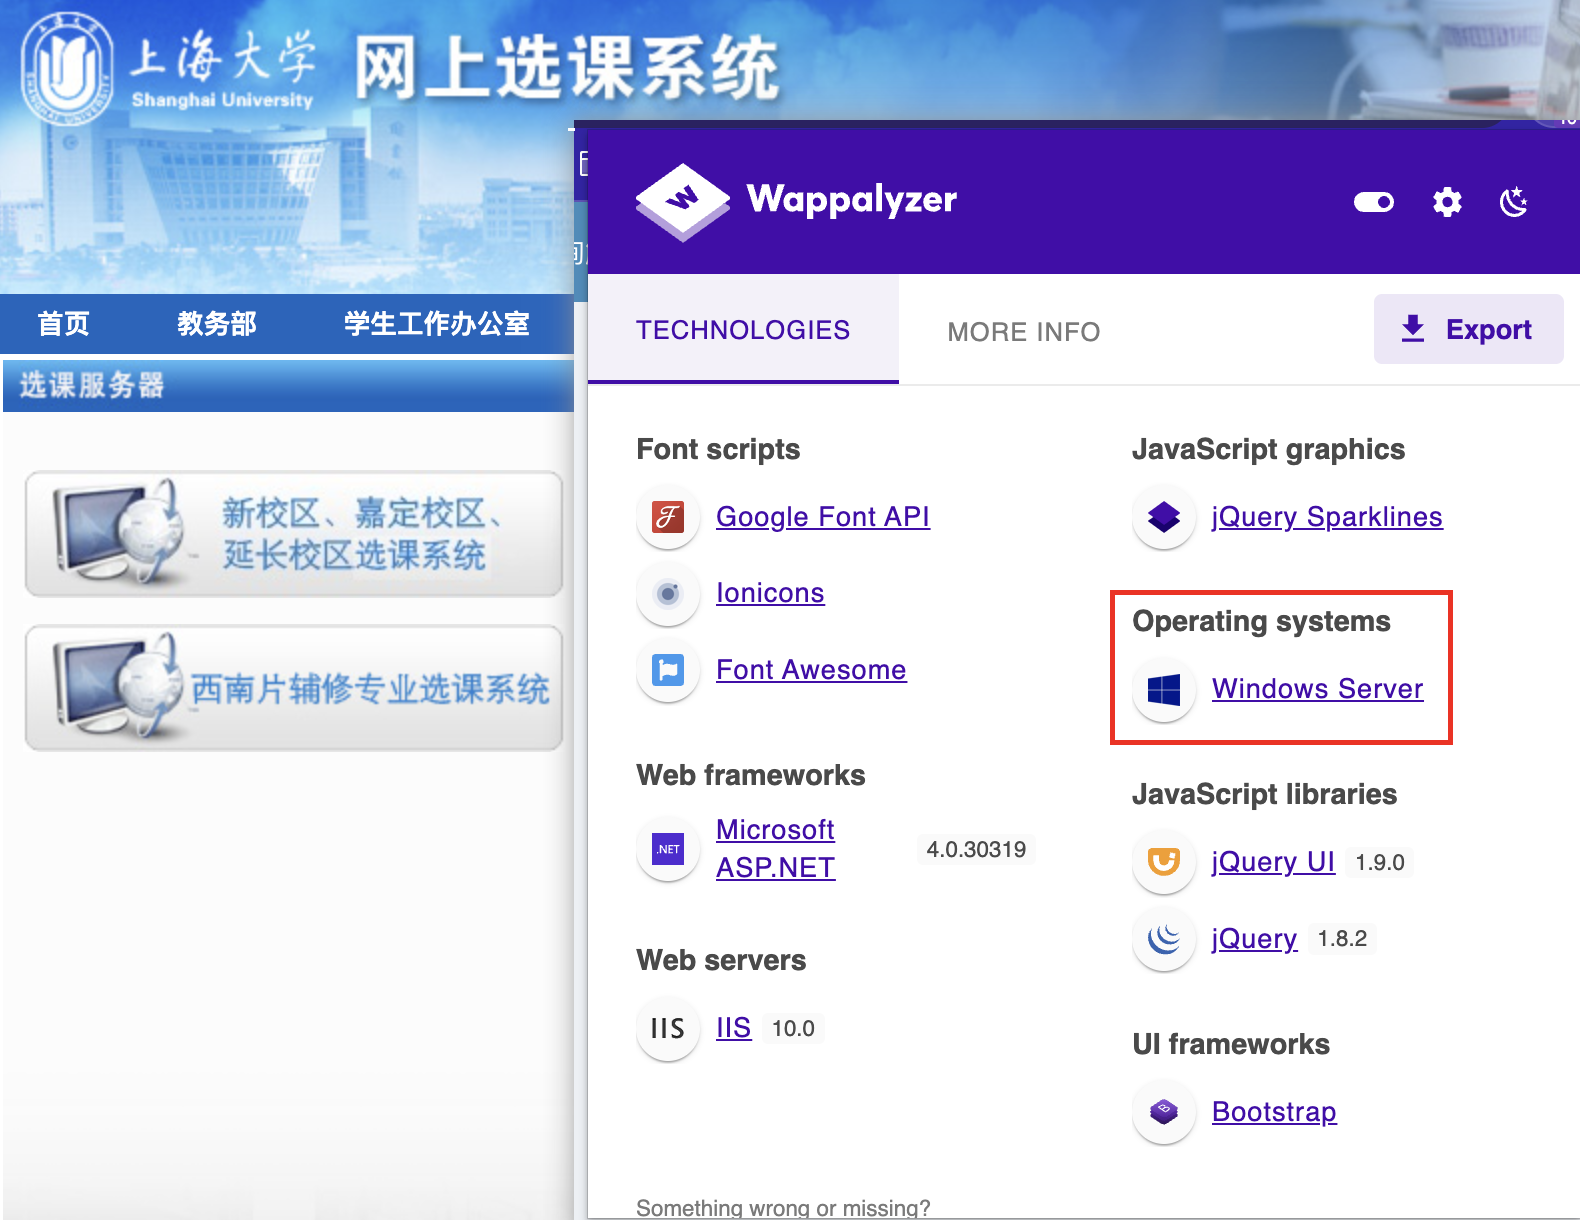 上海大学
Shanghai University
网上选课系统
首页
教务部
学生工作办公室
选课服务器
新校区、嘉定校区、
延长校区选课系统
西南片辅修专业选课系统
Wappalyzer
TECHNOLOGIES
MORE INFO
Export
Font scripts
Google Font API
Ionicons
Font Awesome
Web frameworks
.NET
Microsoft
ASP.NET
4.0.30319
Web servers
IIS
IIS
10.0
JavaScript graphics
jQuery Sparklines
Operating systems
Windows Server
JavaScript libraries
jQuery UI
1.9.0
jQuery
1.8.2
UI frameworks
Bootstrap
Something wrong or missing?